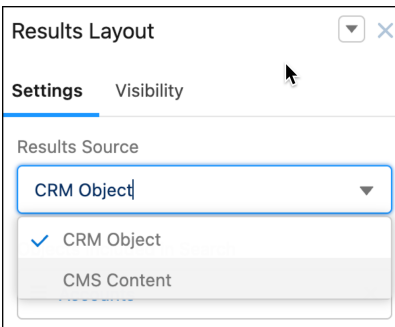 Results Layout
Settings Visibility
Results Source
CRM Object
CRM Object
CMS Content